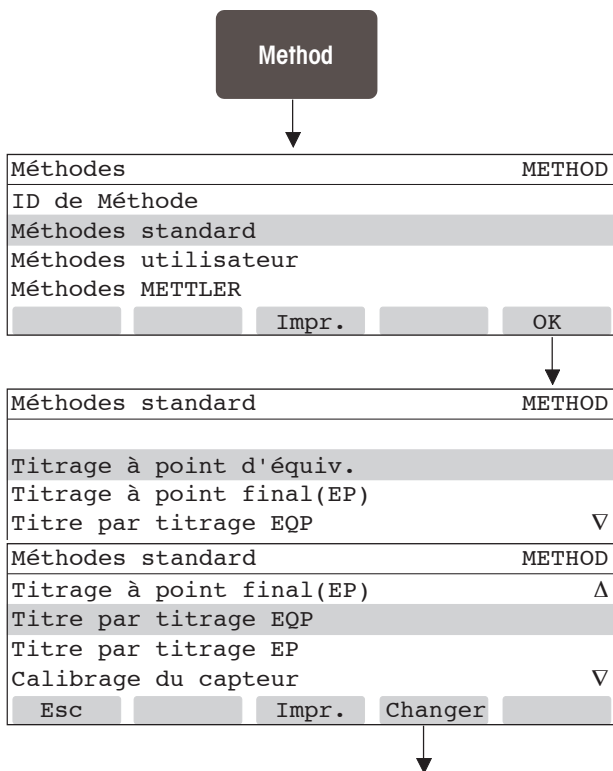 Method
Méthodes METHOD
ID de Méthode
Méthodes standard
Méthodes utilisateur
Méthodes METTLER
Impr. OK
Méthodes standard METHOD
Titrage à point d'équiv.
Titrage à point final(EP)
Titre par titrage EQP ∇
Méthodes standard METHOD
Titrage à point final(EP) Δ
Titre par titrage EQP
Titre par titrage EP
Calibrage du capteur ∇
Esc Impr. Changer